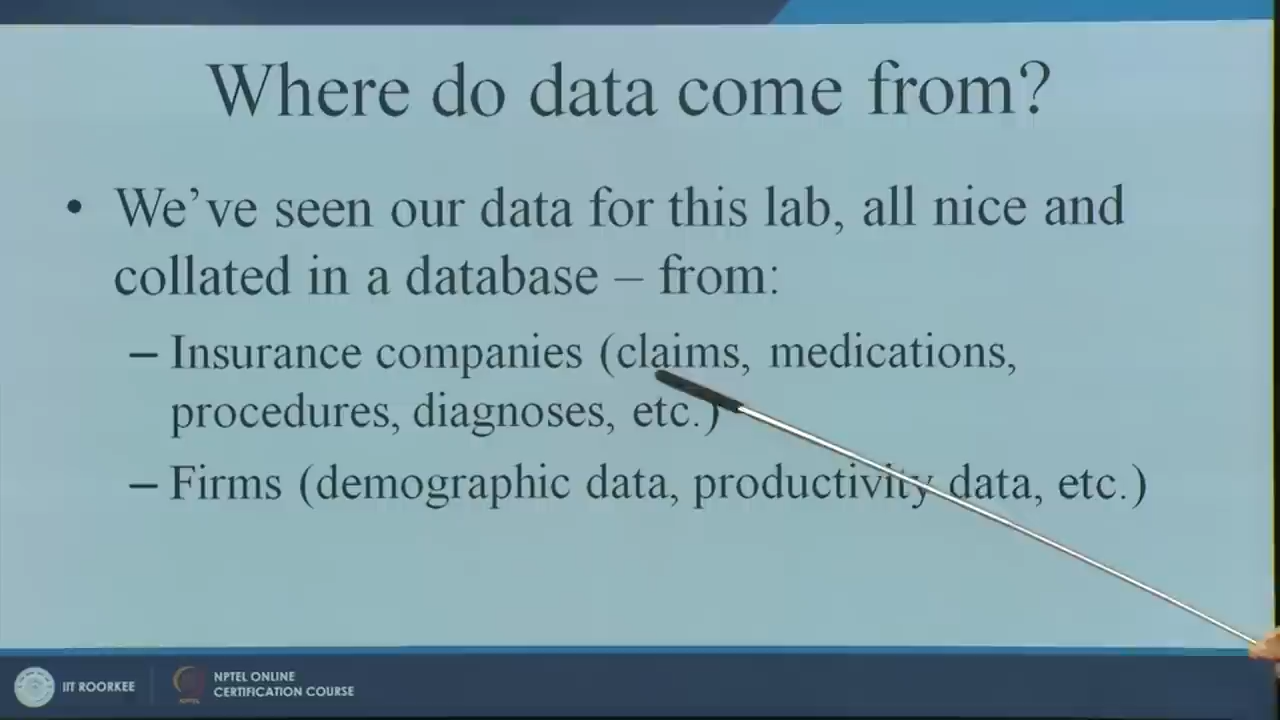 Where do data come from?
• We've seen our data for this lab, all nice and
collated in a database – from:
– Insurance companies (claims, medications,
procedures, diagnoses, etc.)
– Firms (demographic data, productivity data, etc.)
IIT ROORKEE
NPTEL ONLINE
CERTIFICATION COURSE